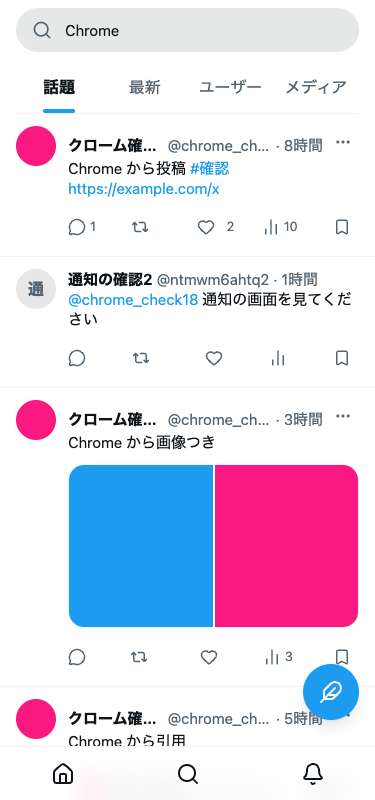 Chrome
話題 最新 ユーザー メディア
クローム確… @chrome_ch… · 8時間
Chrome から投稿 #確認
https://example.com/x
1 2 10
通 通知の確認2 @ntmwm6ahtq2 · 1時間
@chrome_check18 通知の画面を見てくだ
さい
クローム確… @chrome_ch… · 3時間
Chrome から画像つき
3
クローム確… @chrome_ch… · 5時間
Chrome から引用